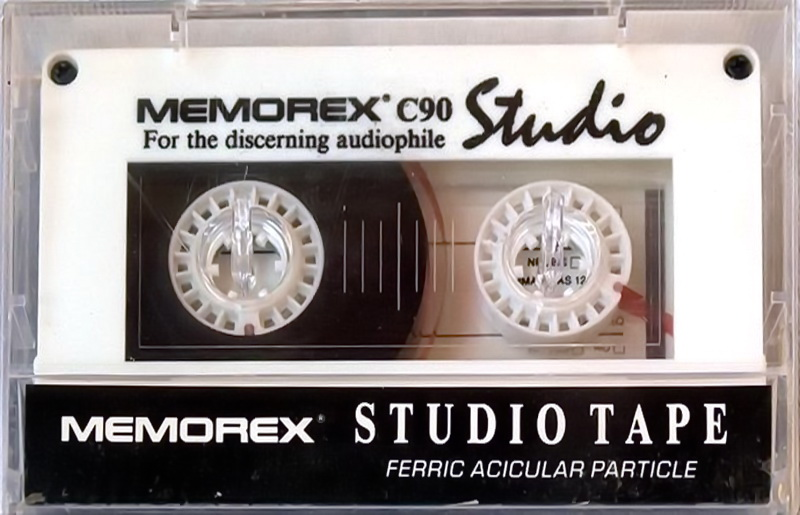 MEMOREX® C90 Studio
For the discerning audiophile
MEMOREX® STUDIO TAPE
FERRIC ACICULAR PARTICLE